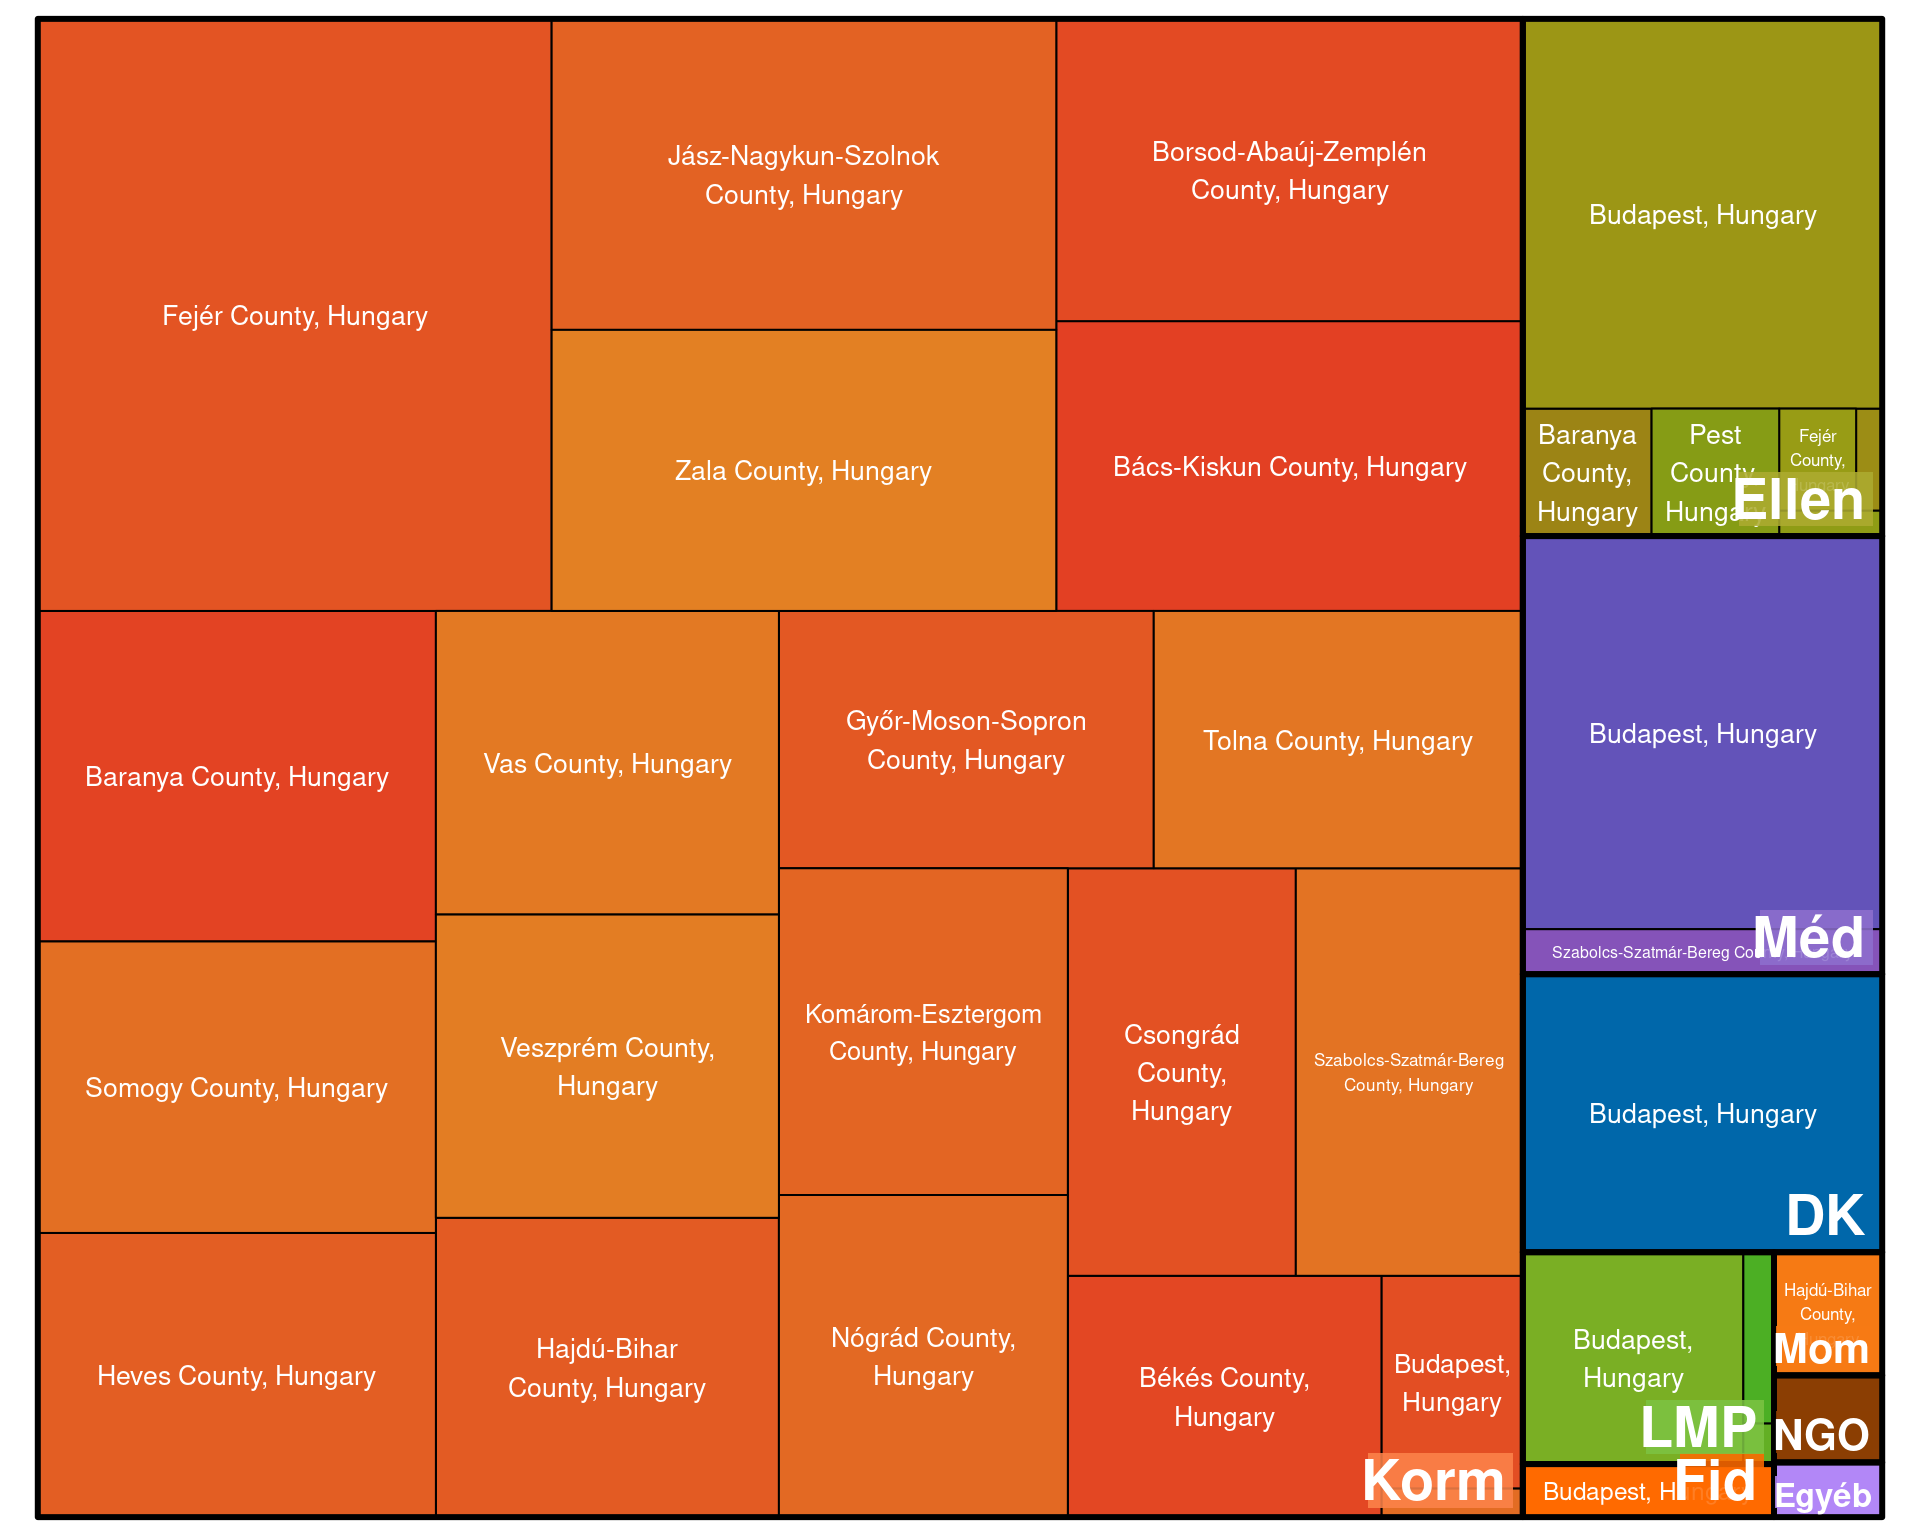 Fejér County, Hungary
Jász-Nagykun-Szolnok
County, Hungary
Borsod-Abaúj-Zemplén
County, Hungary
Zala County, Hungary
Bács-Kiskun County, Hungary
Baranya County, Hungary
Vas County, Hungary
Győr-Moson-Sopron
County, Hungary
Tolna County, Hungary
Somogy County, Hungary
Veszprém County,
Hungary
Komárom-Esztergom
County, Hungary
Csongrád
County,
Hungary
Szabolcs-Szatmár-Bereg
County, Hungary
Heves County, Hungary
Hajdú-Bihar
County, Hungary
Nógrád County,
Hungary
Békés County,
Hungary
Budapest,
Hungary
Korm
Budapest, Hungary
Baranya
County,
Hungary
Pest
County,
Hungary
Fejér
County,
Hungary
Ellen
Budapest, Hungary
Szabolcs-Szatmár-Bereg County, Hungary
Méd
Budapest, Hungary
DK
Budapest,
Hungary
LMP
Budapest, Hungary
Fid
Hajdú-Bihar
County,
Hungary
Mom
NGO
Egyéb